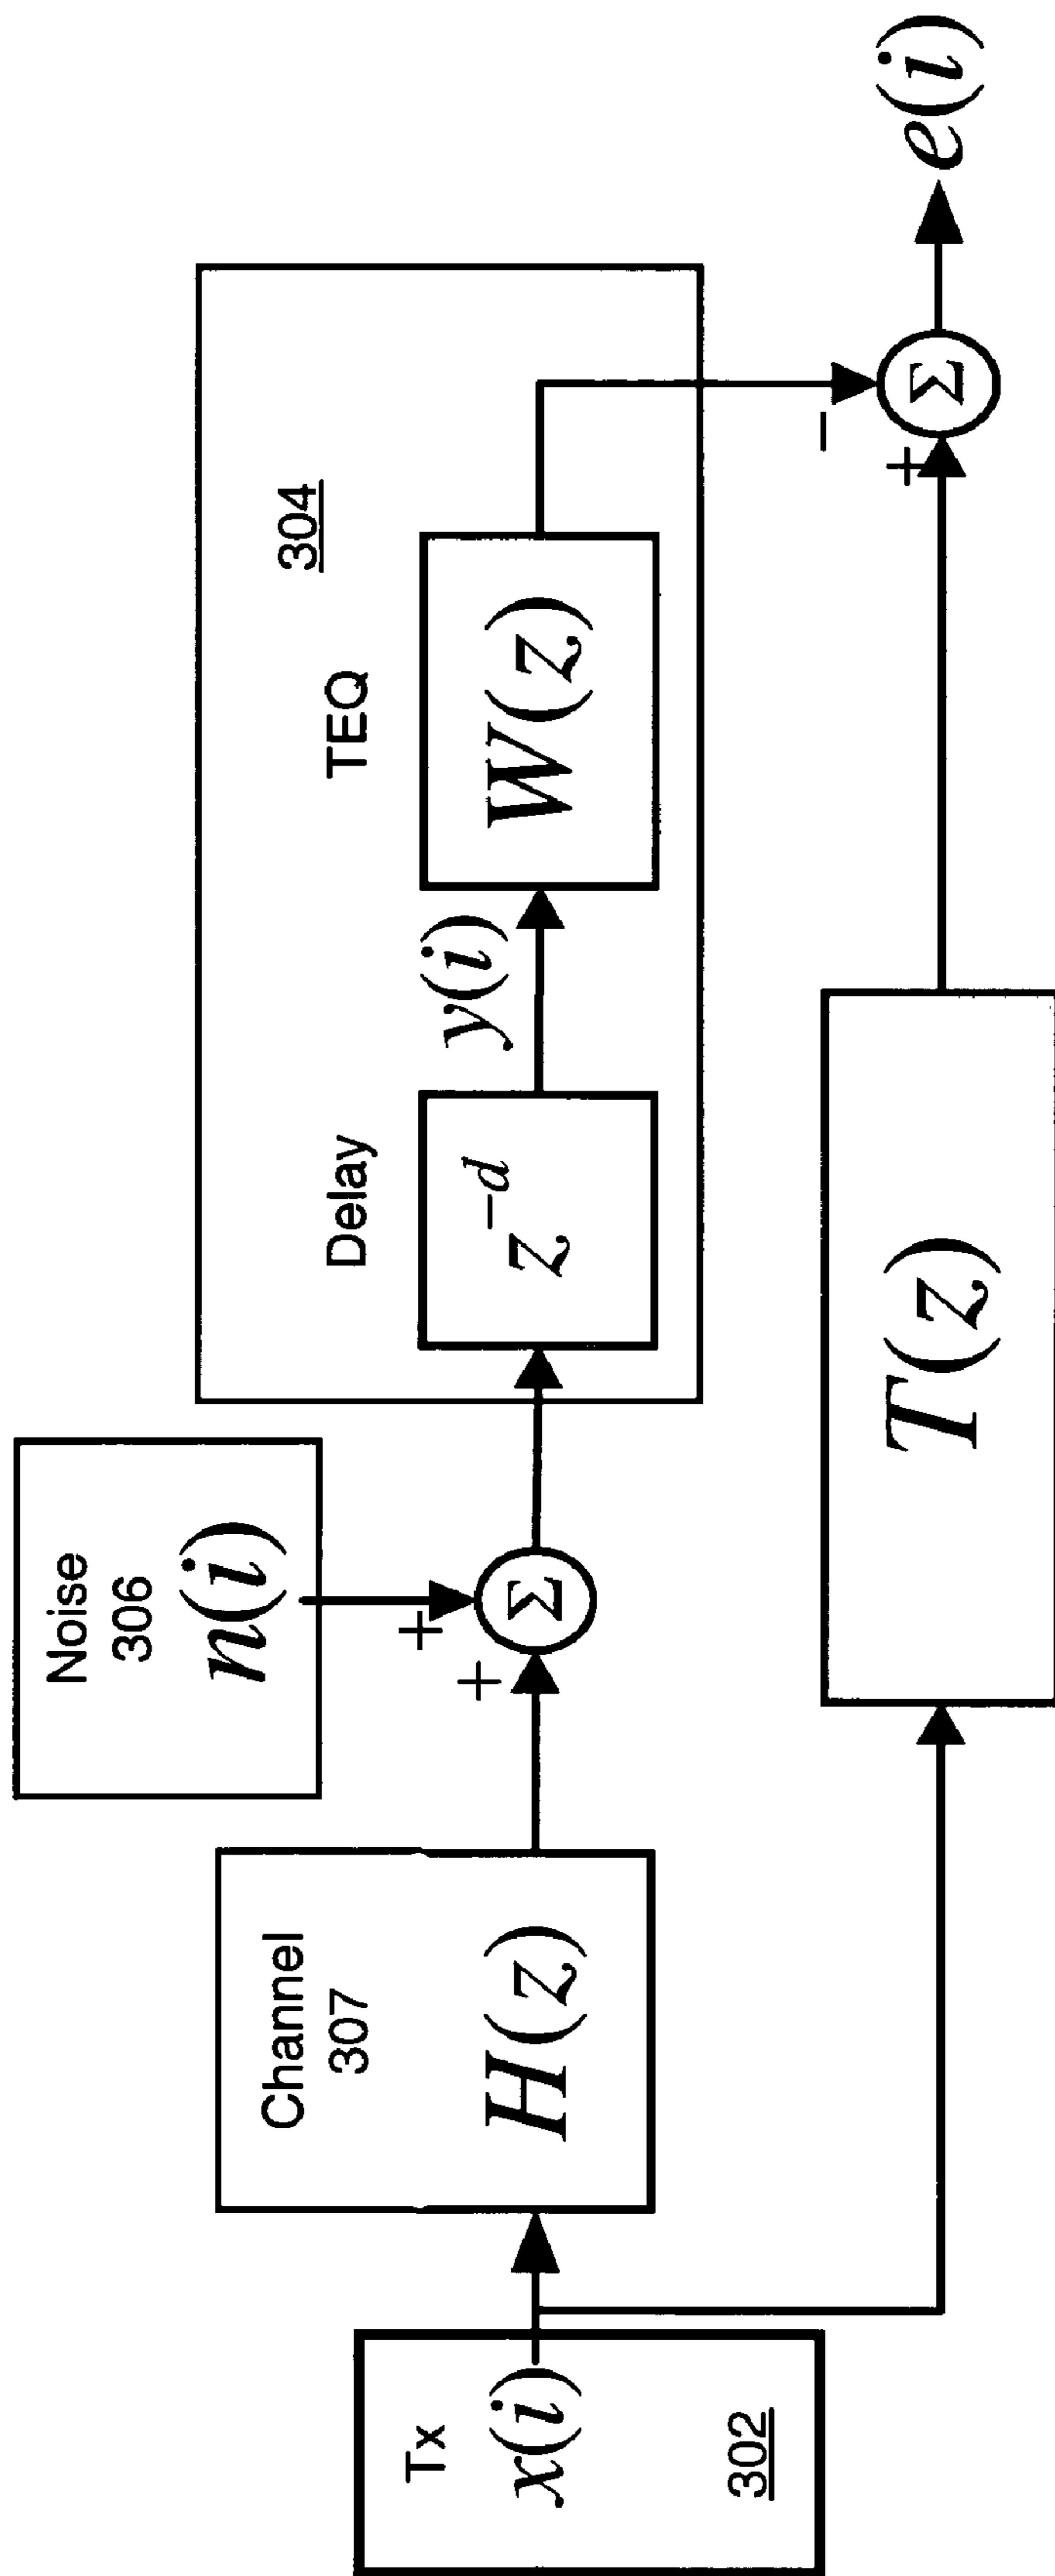 Tx
x(i)
302
Channel
307
H(z)
Noise
306
n(i)
+
+
Σ
304
Delay
z^{-d}
y(i)
TEQ
W(z)
T(z)
−
+
Σ
e(i)